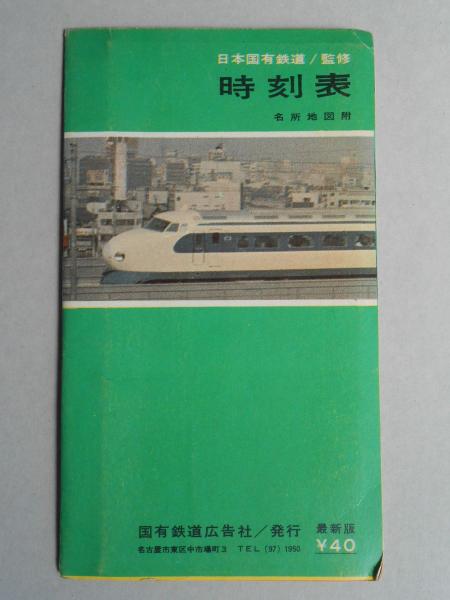 日本国有鉄道/監修
時刻表
名所地図附
国有鉄道広告社/発行 最新版
名古屋市東区中市場町3 TEL(97)1950 ¥40